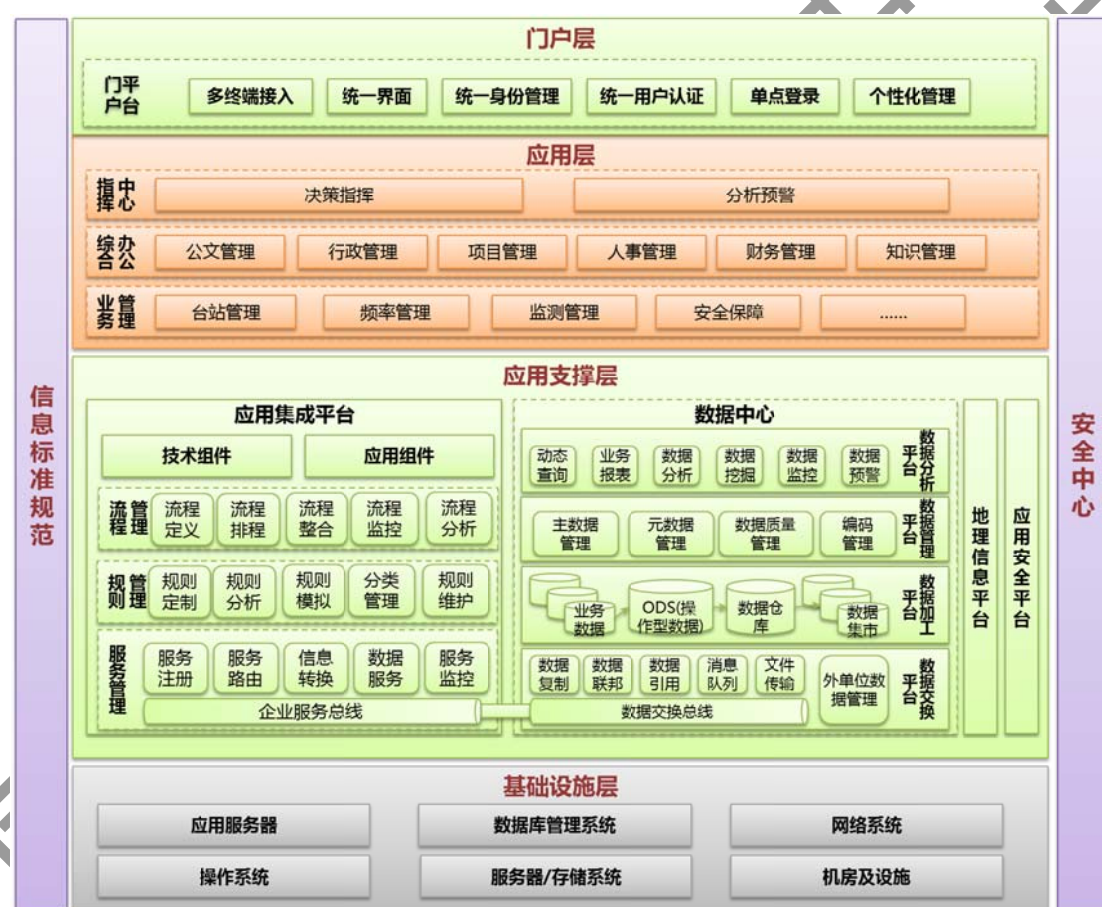 门户层
门户平台
多终端接入
统一界面
统一身份管理
统一用户认证
单点登录
个性化管理
应用层
指挥中心
决策指挥
分析预警
综合办公
公文管理
行政管理
项目管理
人事管理
财务管理
知识管理
业务管理
台站管理
频率管理
监测管理
安全保障
......
信息标准规范
安全中心
应用支撑层
应用集成平台
技术组件
应用组件
流程管理
流程
定义
流程
排程
流程
整合
流程
监控
流程
分析
规则管理
规则
定制
规则
分析
规则
模拟
分类
管理
规则
维护
服务管理
服务
注册
服务
路由
信息
转换
数据
服务
服务
监控
企业服务总线
数据中心
动态
查询
业务
报表
数据
分析
数据
挖掘
数据
监控
数据
预警
数据分析平台
主数据
管理
元数据
管理
数据质量
管理
编码
管理
数据管理平台
业务
数据
ODS(操
作型数据)
数据仓
库
数据
集市
数据加工平台
数据
复制
数据
联邦
数据
引用
消息
队列
文件
传输
外单位数
据管理
数据交换平台
数据交换总线
地理信息平台
应用安全平台
基础设施层
应用服务器
数据库管理系统
网络系统
操作系统
服务器/存储系统
机房及设施